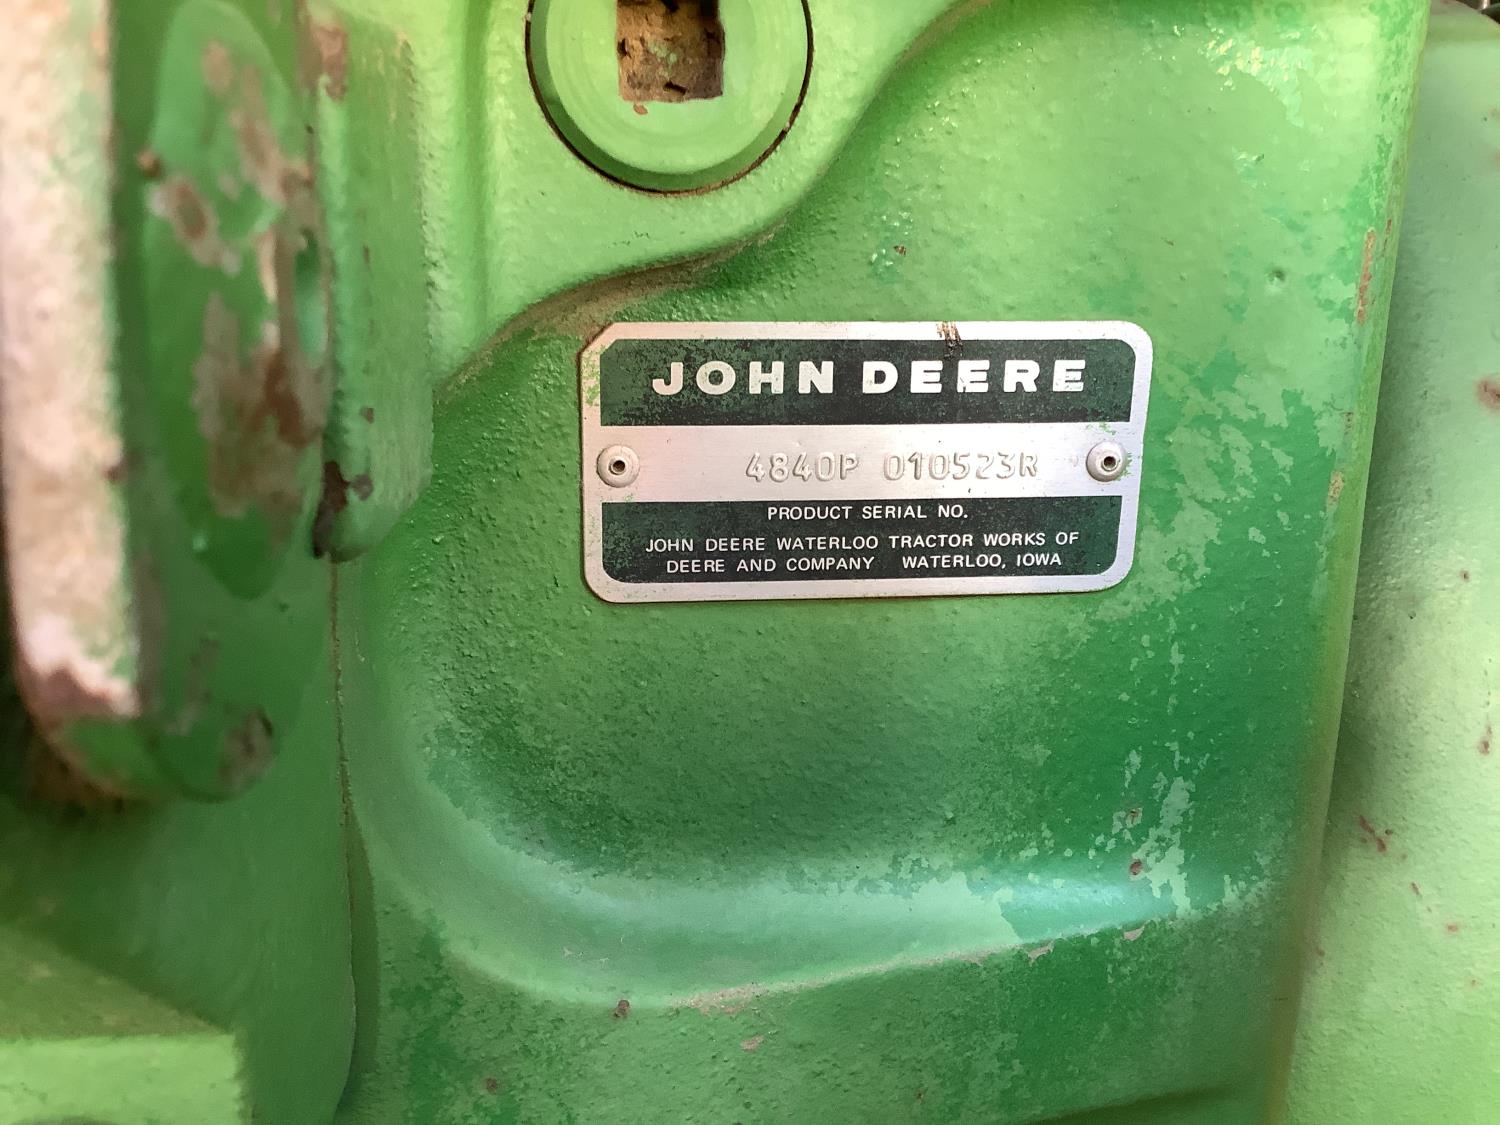 JOHN DEERE
4840P 010523R
PRODUCT SERIAL NO.
JOHN DEERE WATERLOO TRACTOR WORKS OF
DEERE AND COMPANY WATERLOO, IOWA